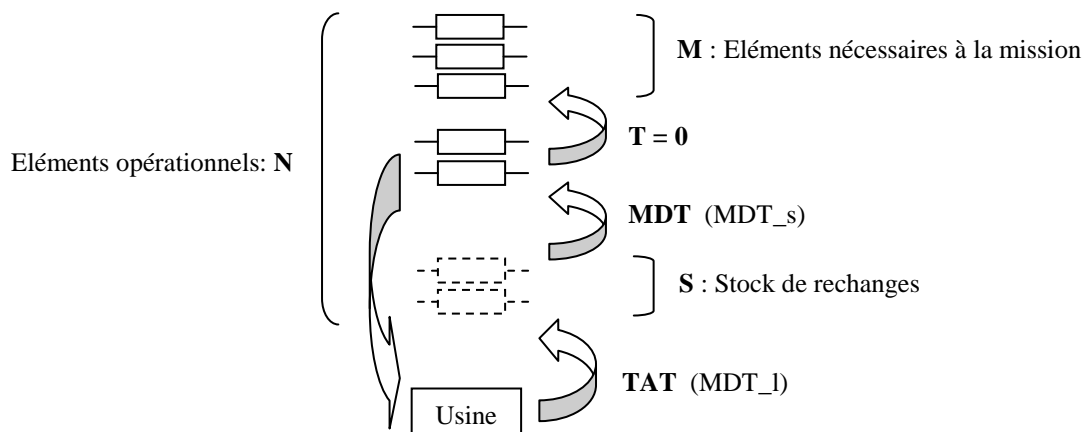 M : Eléments nécessaires à la mission
T = 0
Eléments opérationnels: N
MDT (MDT_s)
S : Stock de rechanges
TAT (MDT_l)
Usine